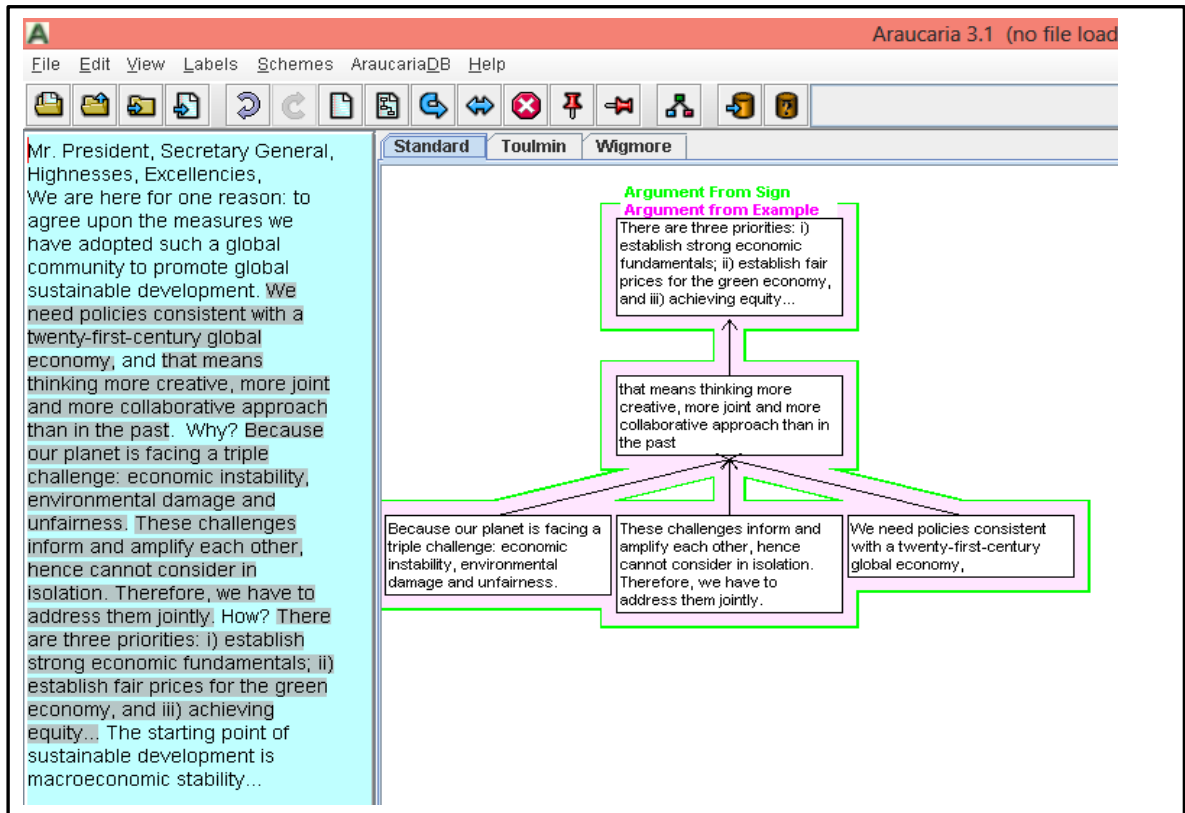 Araucaria 3.1 (no file load
File Edit View Labels Schemes AraucariaDB Help
Mr. President, Secretary General,
Highnesses, Excellencies,
We are here for one reason: to
agree upon the measures we
have adopted such a global
community to promote global
sustainable development. We
need policies consistent with a
twenty-first-century global
economy, and that means
thinking more creative, more joint
and more collaborative approach
than in the past. Why? Because
our planet is facing a triple
challenge: economic instability,
environmental damage and
unfairness. These challenges
inform and amplify each other,
hence cannot consider in
isolation. Therefore, we have to
address them jointly. How? There
are three priorities: i) establish
strong economic fundamentals; ii)
establish fair prices for the green
economy, and iii) achieving
equity... The starting point of
sustainable development is
macroeconomic stability...
Standard Toulmin Wigmore
Argument From Sign
Argument from Example
There are three priorities: i)
establish strong economic
fundamentals; ii) establish fair
prices for the green economy,
and iii) achieving equity...
that means thinking more
creative, more joint and more
collaborative approach than in
the past
Because our planet is facing a
triple challenge: economic
instability, environmental
damage and unfairness.
These challenges inform and
amplify each other, hence
cannot consider in isolation.
Therefore, we have to
address them jointly.
We need policies consistent
with a twenty-first-century
global economy,